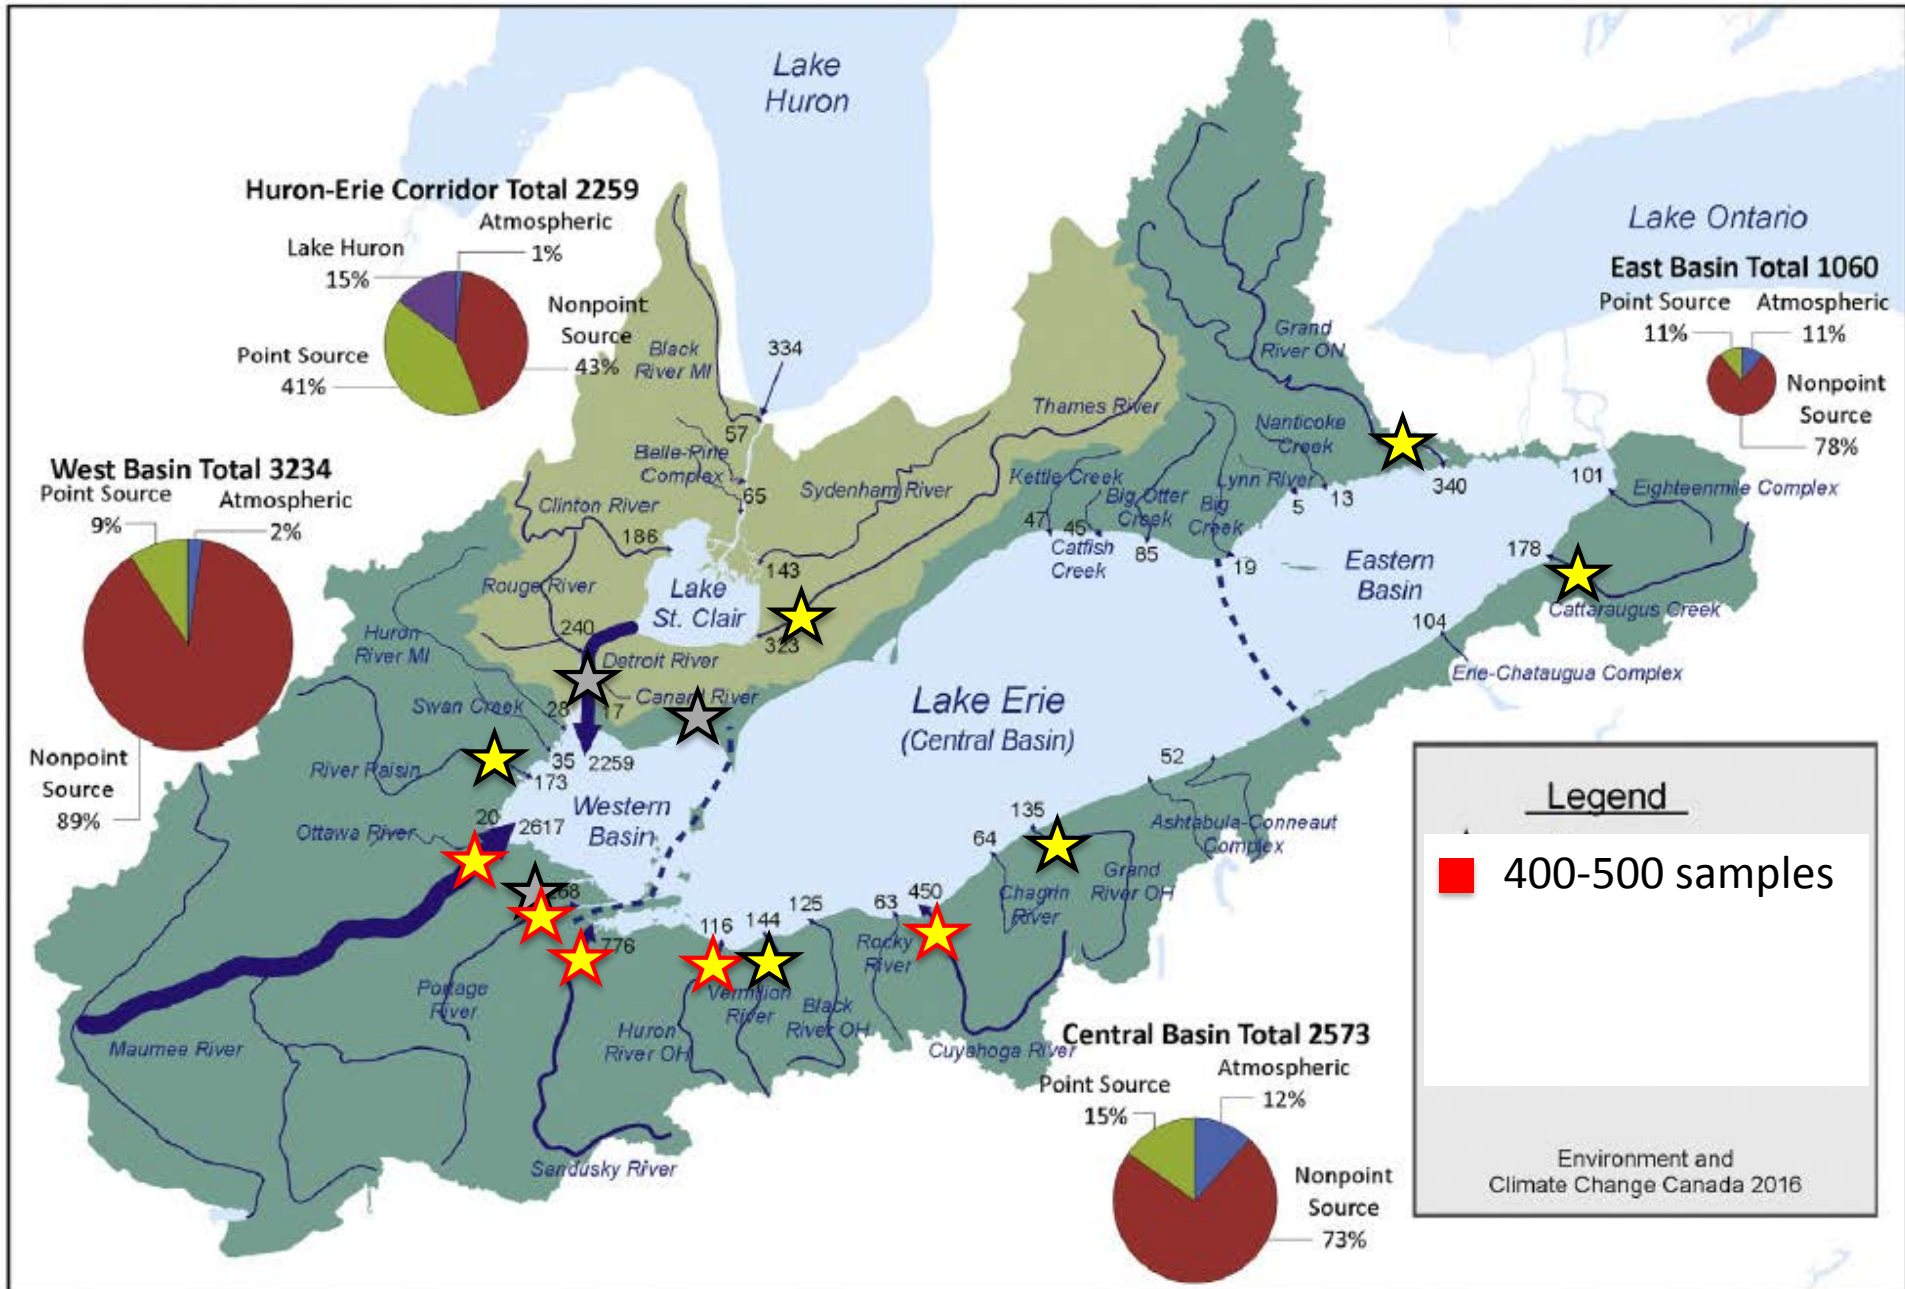 Lake
Huron
Huron-Erie Corridor Total 2259
Atmospheric
1%
Lake Huron
15%
Nonpoint
Source
43%
Point Source
41%
Lake Ontario
East Basin Total 1060
Point Source
11%
Atmospheric
11%
Nonpoint
Source
78%
Grand
River ON
Black
River MI
334
Thames River
Nanticoke
Creek
57
Belle-Pine
Complex
65
Sydenham River
Kettle Creek
Lynn River
Big Otter
Creek
Big
Creek
5
13
340
101
Eighteenmile Complex
West Basin Total 3234
Point Source
9%
Atmospheric
2%
Nonpoint
Source
89%
Clinton River
186
47
45
Catfish
Creek
85
19
Eastern
Basin
178
Cattaraugus Creek
104
Erie-Chataugua Complex
Rouge River
Lake
St. Clair
143
323
240
Detroit River
Canard River
Huron
River MI
Swan Creek
28
17
Lake Erie
(Central Basin)
River Raisin
35
2259
173
Western
Basin
Ottawa River
20
2617
268
776
116
144
125
63
450
64
135
52
Ashtabula-Conneaut
Complex
Grand
River OH
Chagrin
River
Rocky
River
Portage
River
Huron
River OH
Vermilion
River
Black
River OH
Cuyahoga River
Maumee River
Sandusky River
Central Basin Total 2573
Point Source
15%
Atmospheric
12%
Nonpoint
Source
73%
Legend
400-500 samples
Environment and
Climate Change Canada 2016